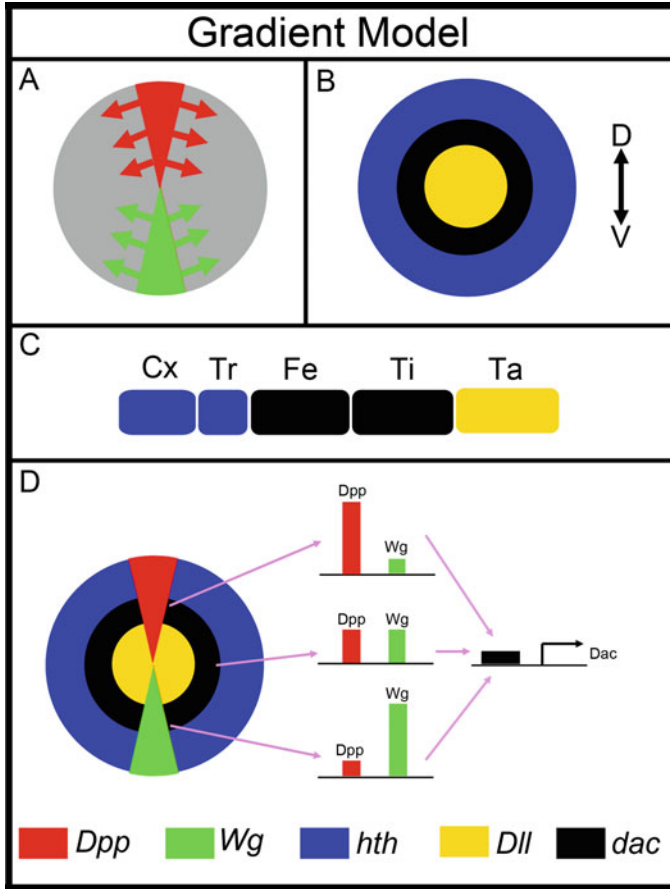 Gradient Model
A
B
D
V
C
Cx Tr Fe Ti Ta
D
Dpp
Wg
Dpp Wg
Dac
Wg
Dpp
Dpp Wg hth Dll dac